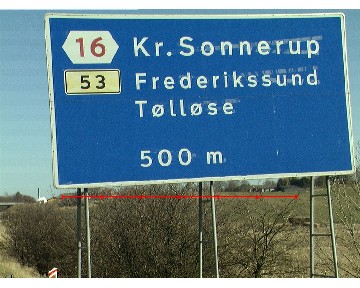 16 Kr. Sonnerup
53 Frederikssund
Tølløse
500 m